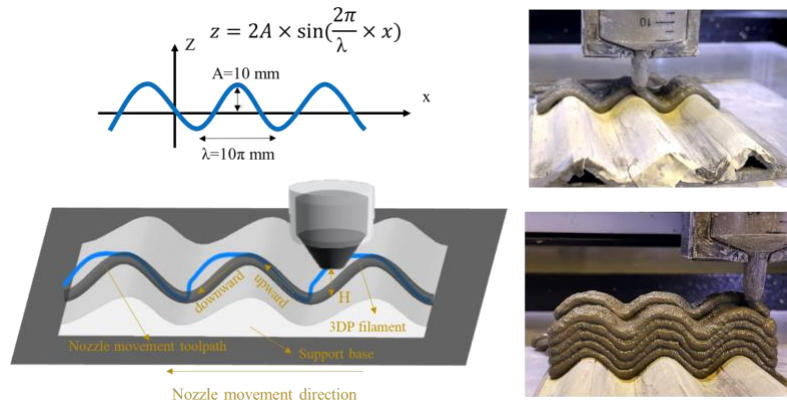 z = 2A × sin(2π/λ × x)
Z
A=10 mm
x
λ=10π mm
10
downward
upward
H
3DP filament
Nozzle movement toolpath
Support base
Nozzle movement direction